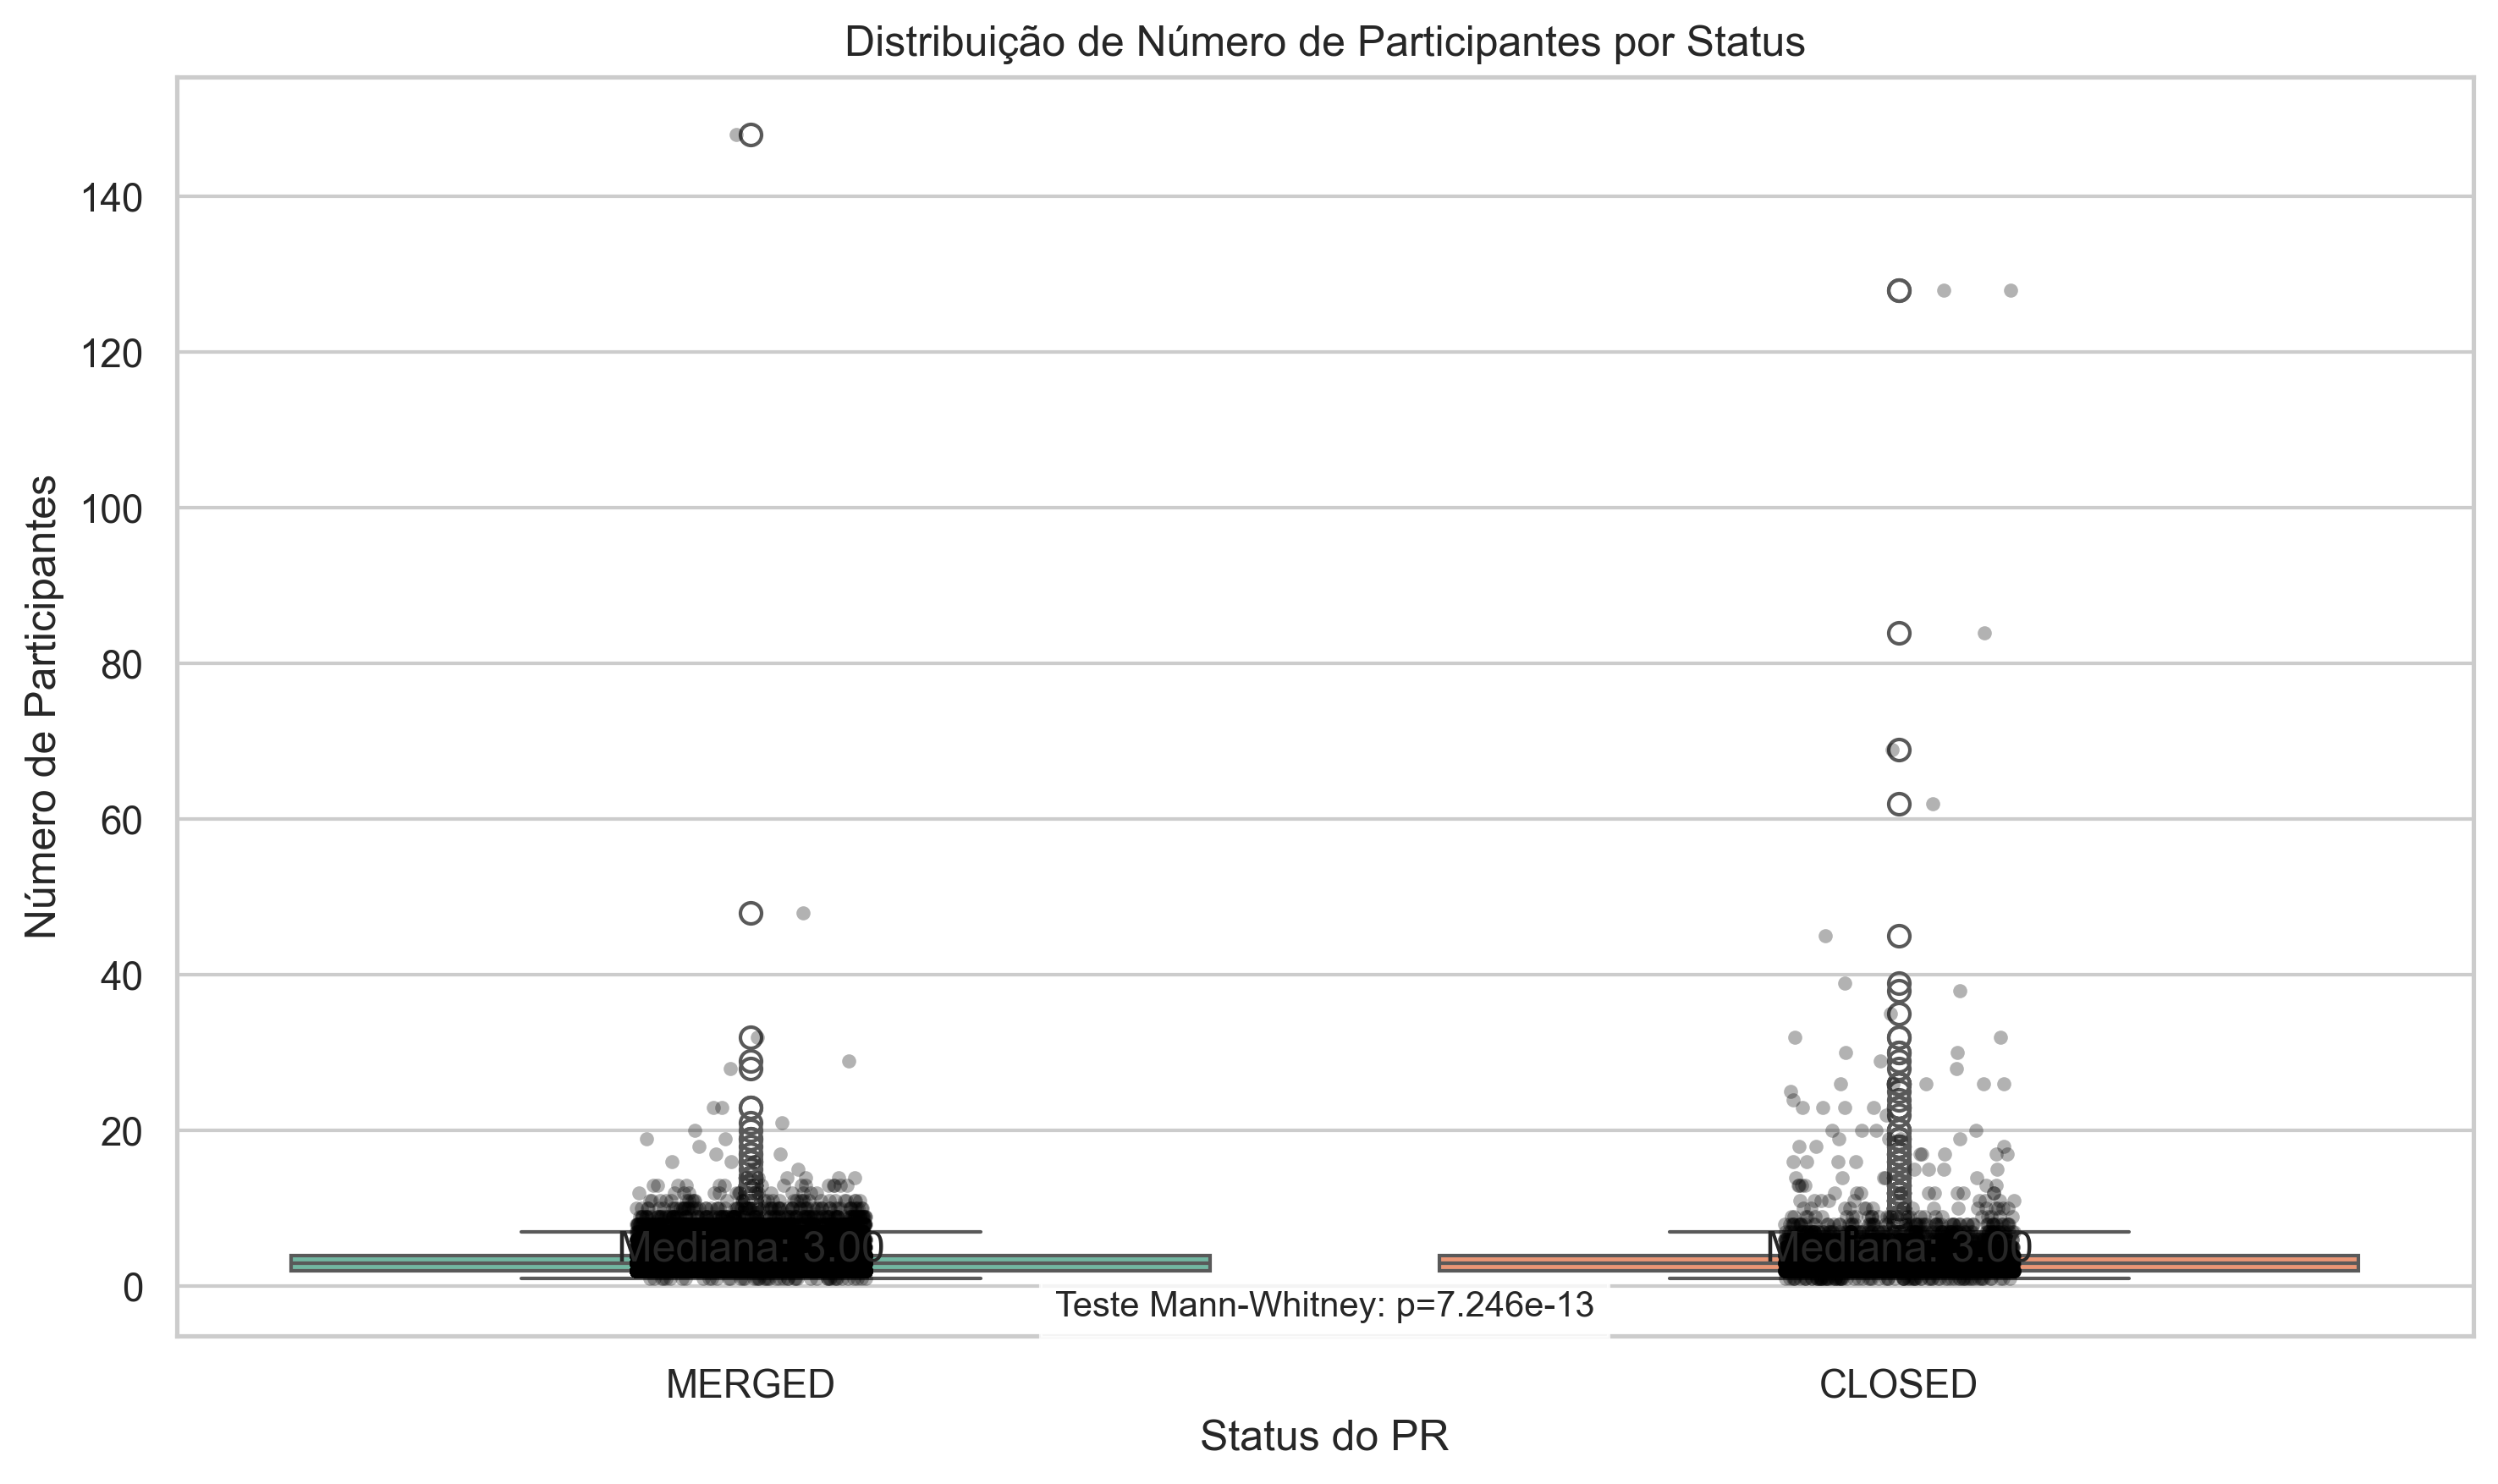 Distribuição de Número de Participantes por Status
Número de Participantes
140
120
100
80
60
40
20
0
Mediana: 3.00
Mediana: 3.00
Teste Mann-Whitney: p=7.246e-13
MERGED
CLOSED
Status do PR